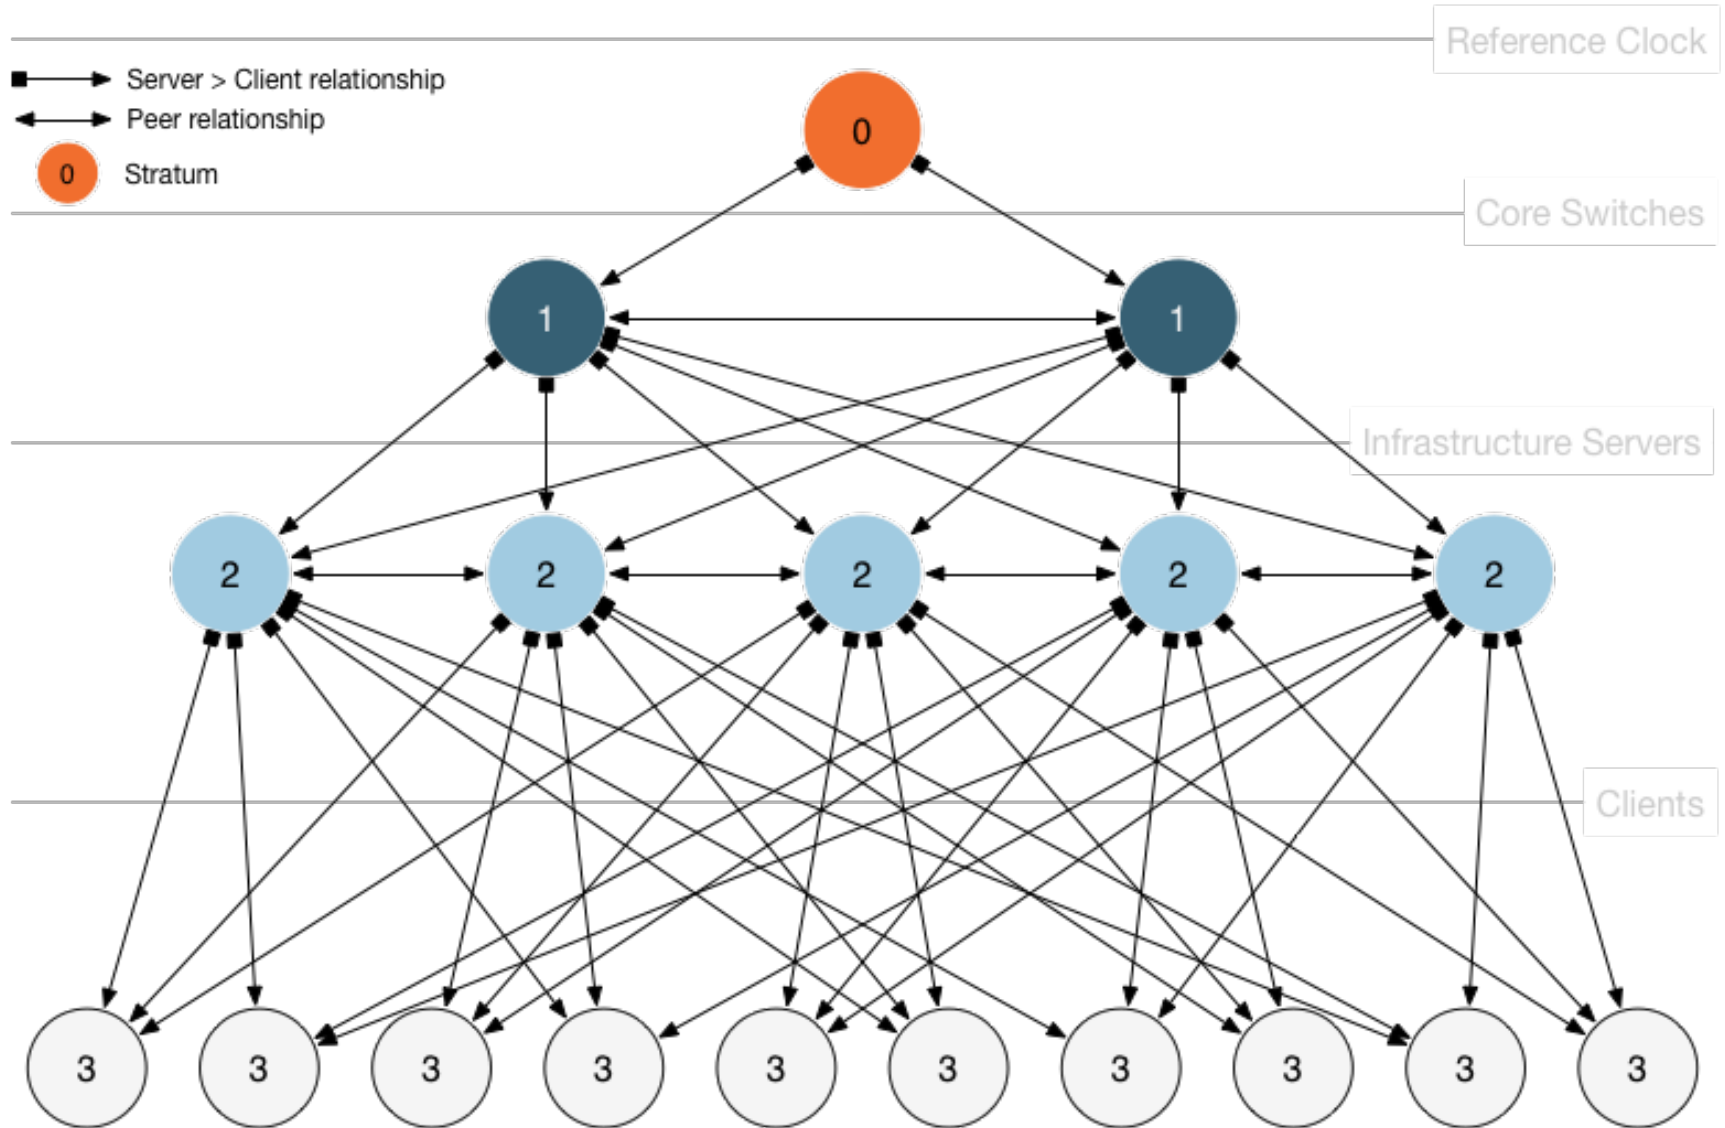 Reference Clock
Server > Client relationship
Peer relationship
0
0 Stratum
Core Switches
1 1
Infrastructure Servers
2 2 2 2 2
Clients
3 3 3 3 3 3 3 3 3 3